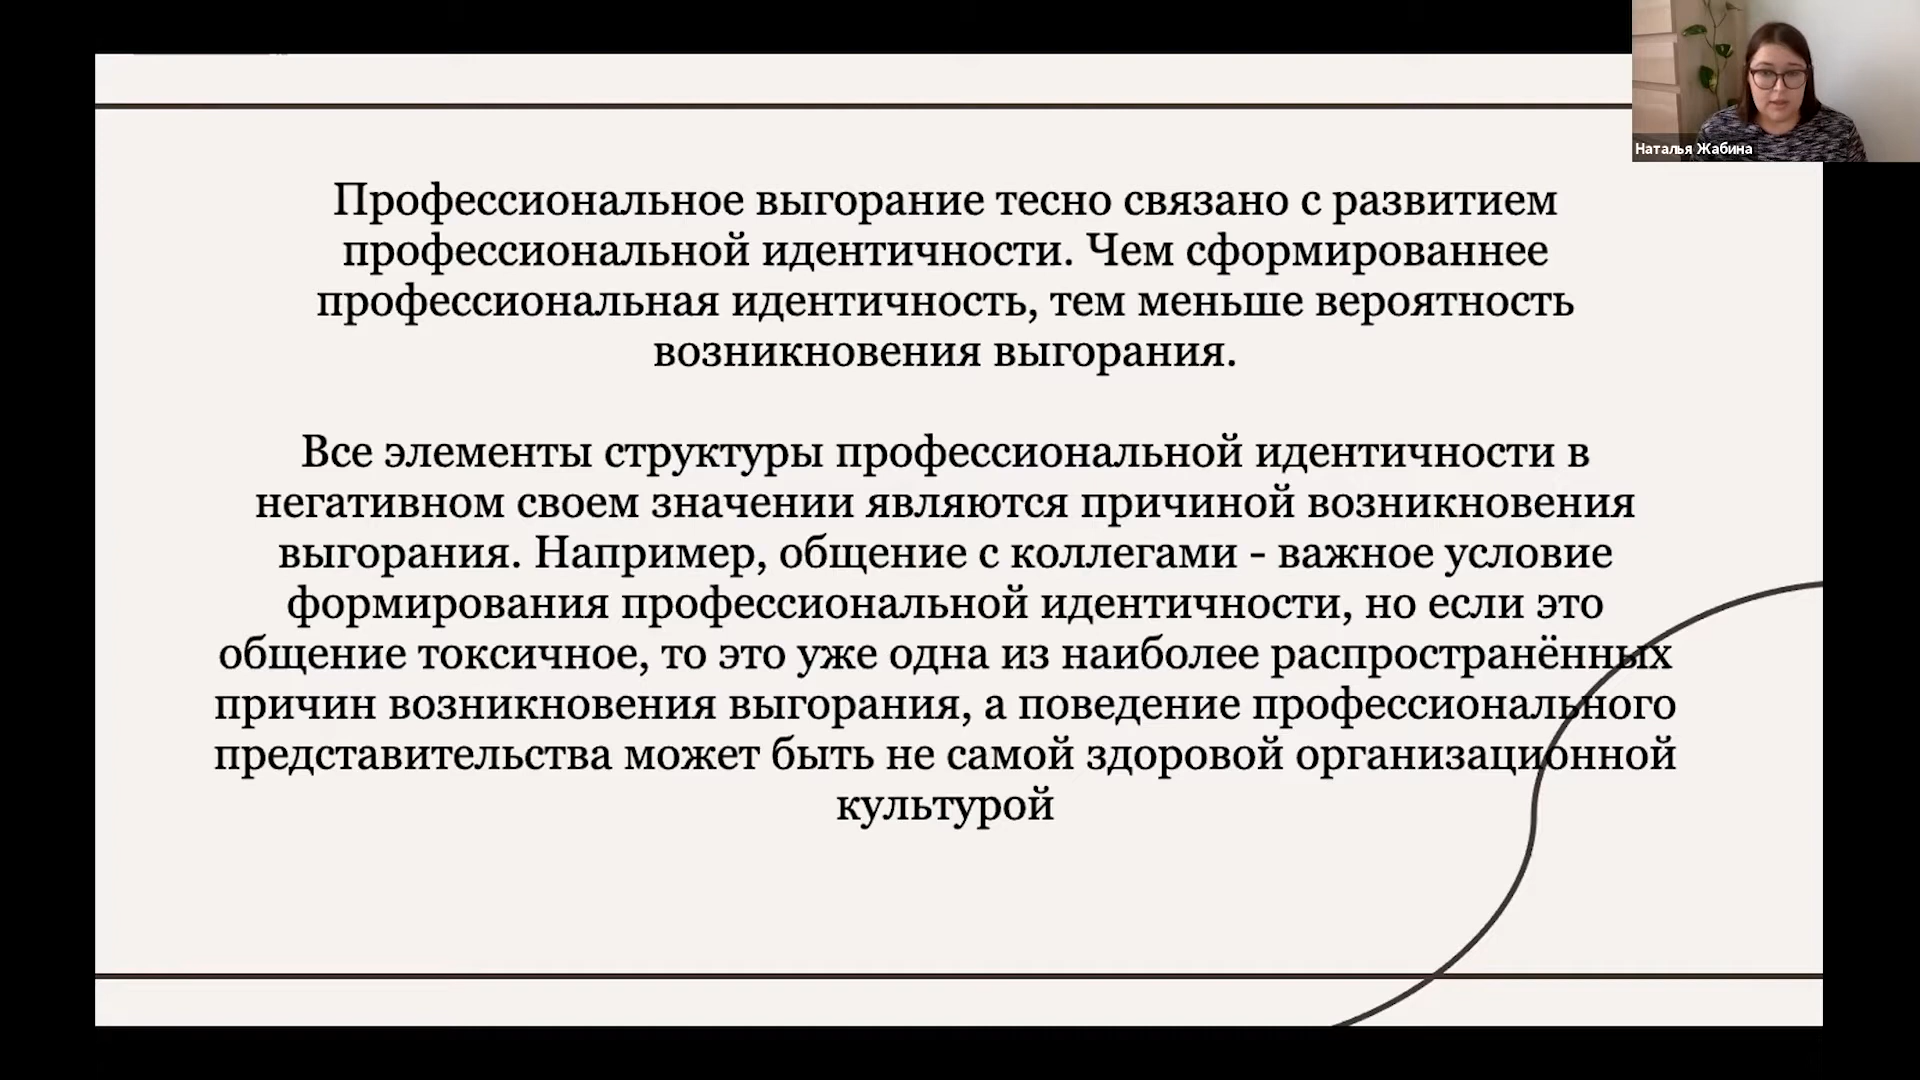 Наталья Жабина
Профессиональное выгорание тесно связано с развитием
профессиональной идентичности. Чем сформированнее
профессиональная идентичность, тем меньше вероятность
возникновения выгорания.
Все элементы структуры профессиональной идентичности в
негативном своем значении являются причиной возникновения
выгорания. Например, общение с коллегами - важное условие
формирования профессиональной идентичности, но если это
общение токсичное, то это уже одна из наиболее распространённых
причин возникновения выгорания, а поведение профессионального
представительства может быть не самой здоровой организационной
культурой